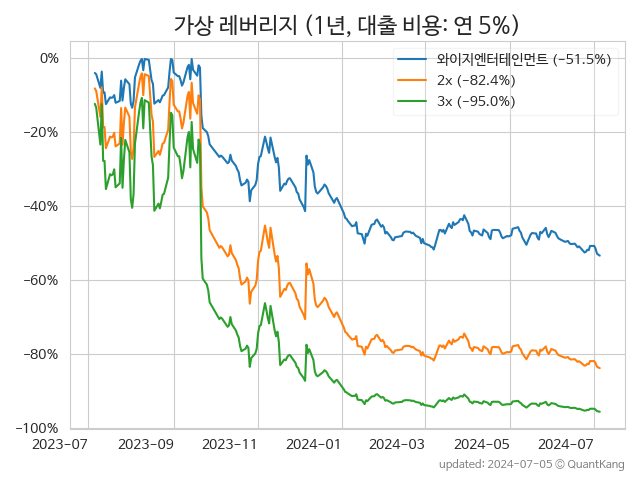 가상 레버리지 (1년, 대출 비용: 연 5%)
와이지엔터테인먼트 (−51.5%)
2x (−82.4%)
3x (−95.0%)
0%
−20%
−40%
−60%
−80%
−100%
2023-07 2023-09 2023-11 2024-01 2024-03 2024-05 2024-07
updated: 2024-07-05 © QuantKang